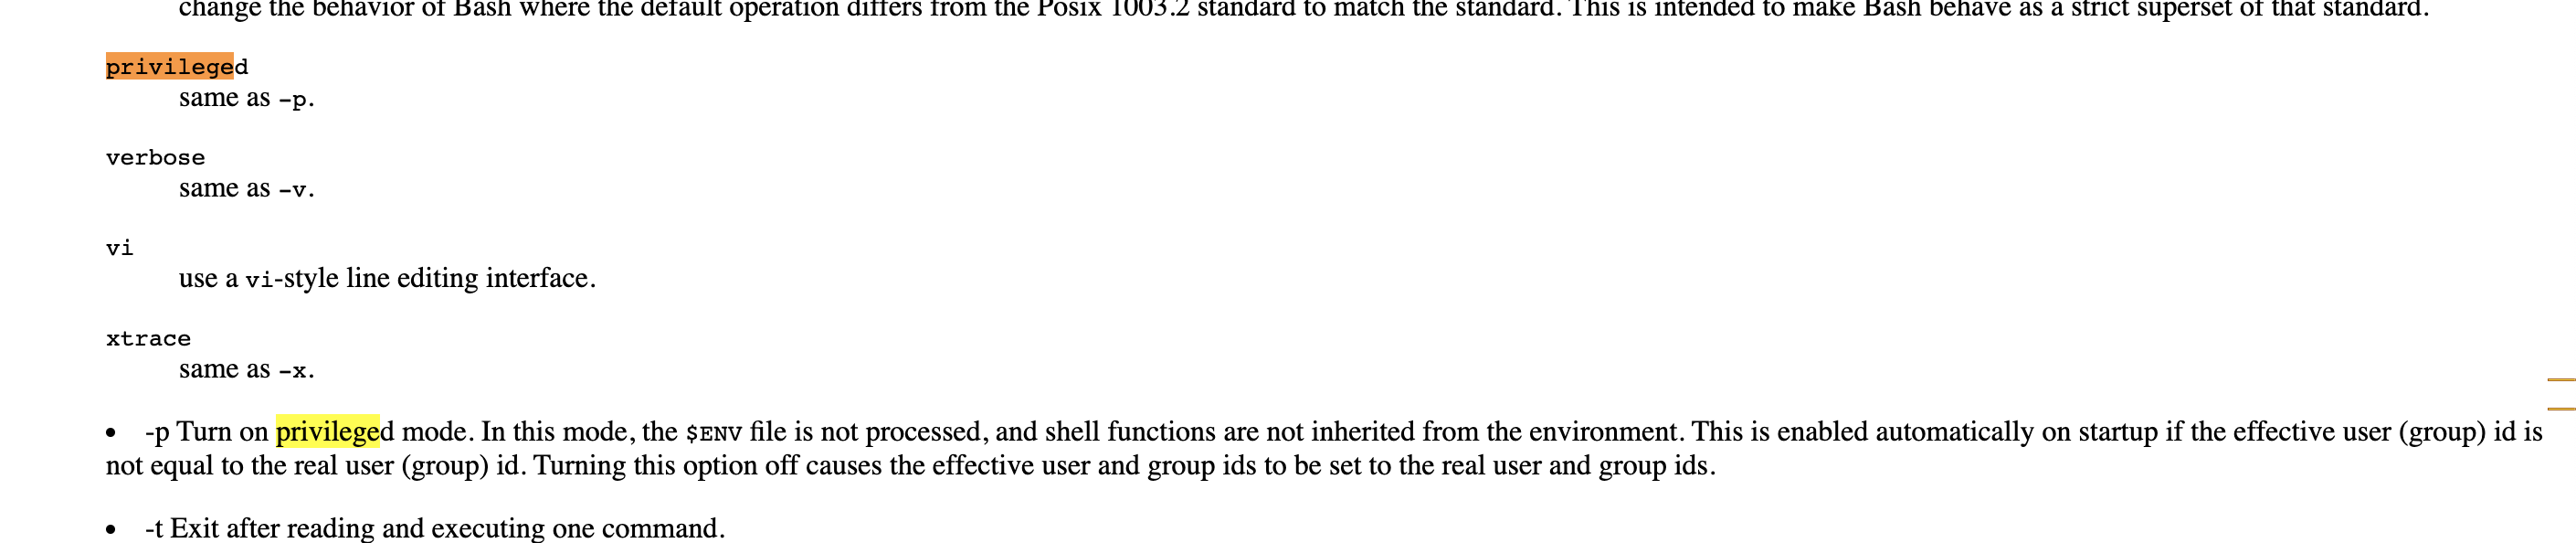 change the behavior of Bash where the default operation differs from the Posix 1003.2 standard to match the standard. This is intended to make Bash behave as a strict superset of that standard.
privileged
same as -p.
verbose
same as -v.
vi
use a vi-style line editing interface.
xtrace
same as -x.
• -p Turn on privileged mode. In this mode, the $ENV file is not processed, and shell functions are not inherited from the environment. This is enabled automatically on startup if the effective user (group) id is
not equal to the real user (group) id. Turning this option off causes the effective user and group ids to be set to the real user and group ids.
• -t Exit after reading and executing one command.